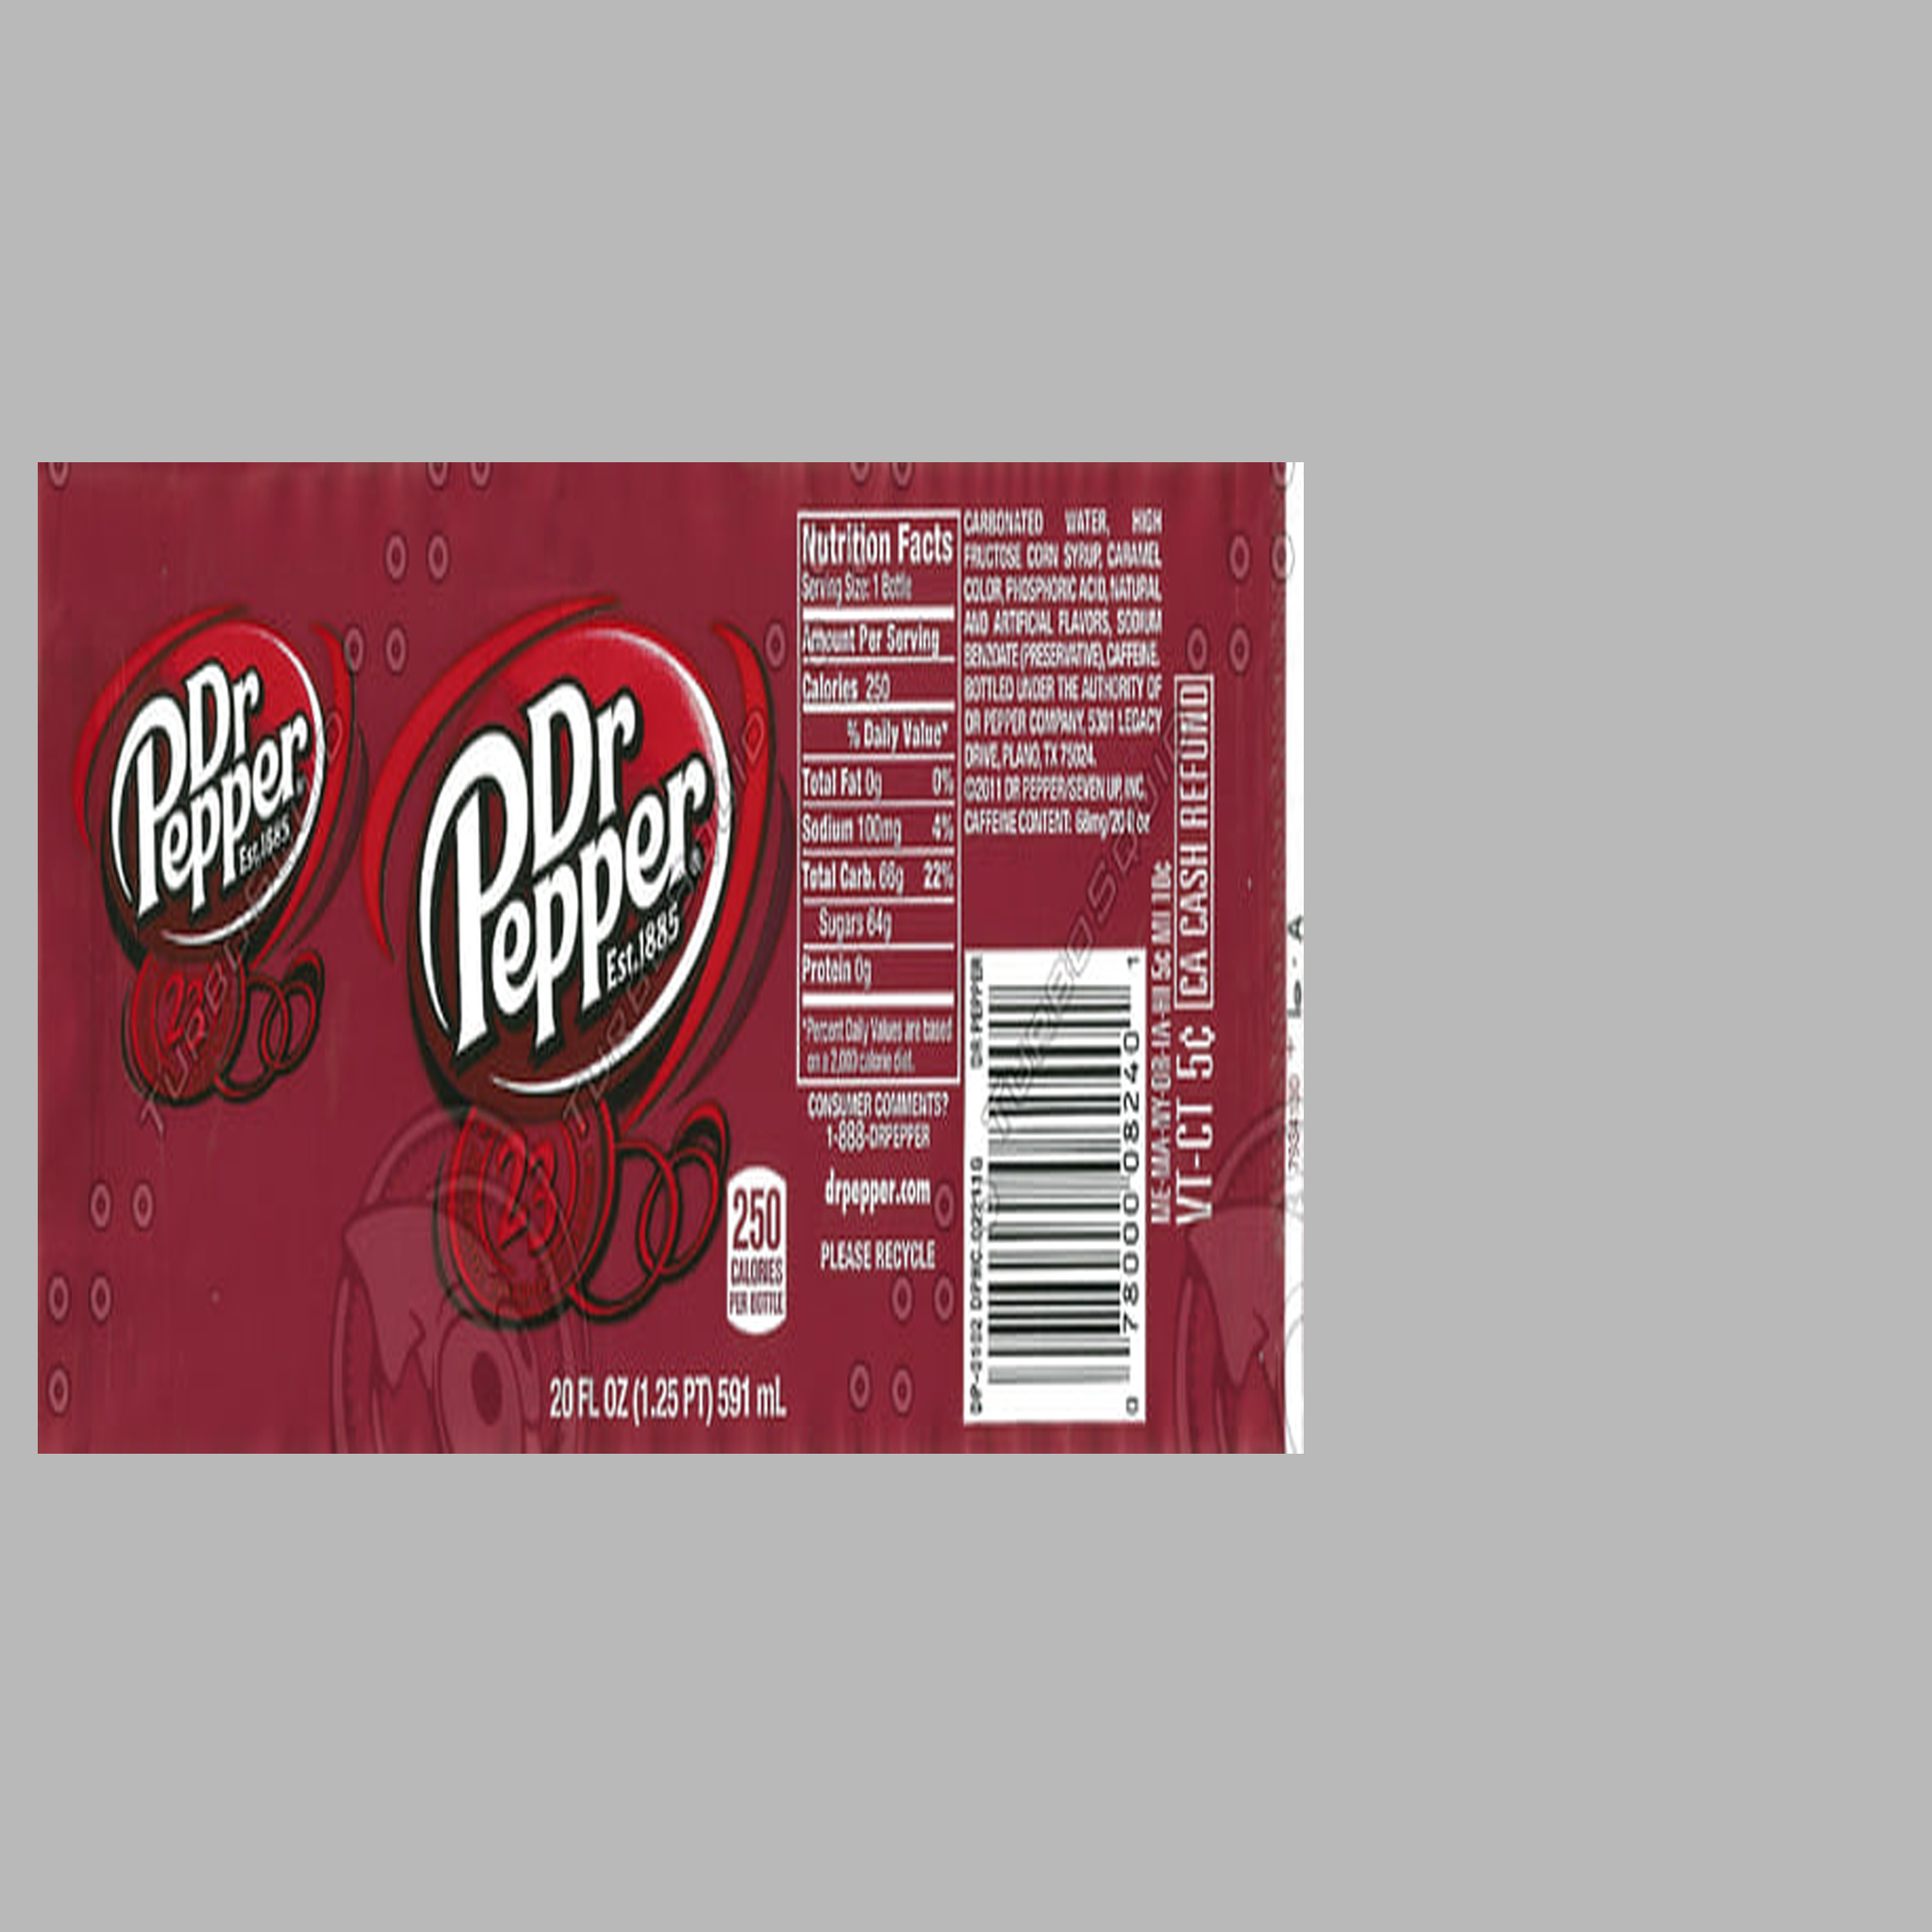 Dr
Pepper
Est.1885
23
Dr
Pepper®
Est.1885
23
250
CALORIES
PER BOTTLE
20 FL OZ (1.25 PT) 591 mL
Nutrition Facts
Serving Size: 1 Bottle
Amount Per Serving
Calories 250
% Daily Value*
Total Fat 0g 0%
Sodium 100mg 4%
Total Carb. 66g 22%
Sugars 64g
Protein 0g
*Percent Daily Values are based
on a 2,000 calorie diet.
CONSUMER COMMENTS?
1-888-DRPEPPER
drpepper.com
PLEASE RECYCLE
CARBONATED WATER, HIGH
FRUCTOSE CORN SYRUP, CARAMEL
COLOR, PHOSPHORIC ACID, NATURAL
AND ARTIFICIAL FLAVORS, SODIUM
BENZOATE (PRESERVATIVE), CAFFEINE.
BOTTLED UNDER THE AUTHORITY OF
DR PEPPER COMPANY, 5301 LEGACY
DRIVE, PLANO, TX 75024.
©2011 DR PEPPER/SEVEN UP, INC.
CAFFEINE CONTENT: 68mg/20 fl oz
DR PEPPER
0 78000 08240 1
ME-MA-NY-OR-IA-HI 5¢ MI 10¢
VT-CT 5¢ CA CASH REFUND
TURBOSQUID
TURBOSQUID
TURBOSQUID